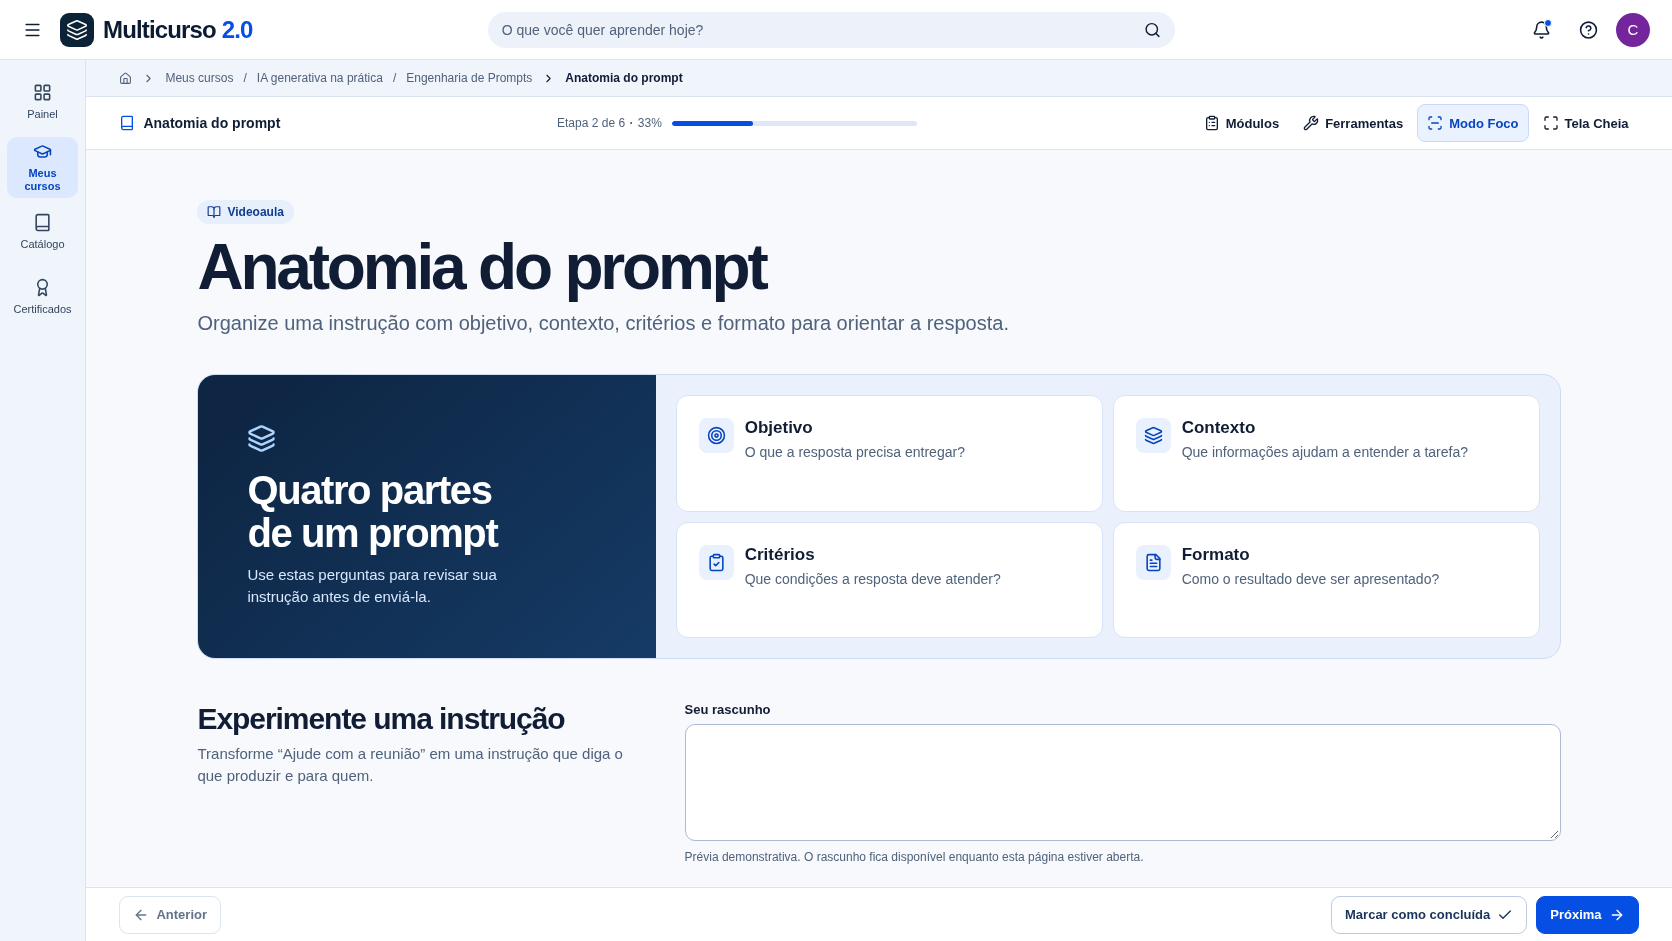 Multicurso 2.0
O que você quer aprender hoje?
C
Painel
Meus
cursos
Catálogo
Certificados
Meus cursos / IA generativa na prática / Engenharia de Prompts > Anatomia do prompt
Anatomia do prompt
Etapa 2 de 6 · 33%
Módulos
Ferramentas
Modo Foco
Tela Cheia
Videoaula
Anatomia do prompt
Organize uma instrução com objetivo, contexto, critérios e formato para orientar a resposta.
Quatro partes
de um prompt
Use estas perguntas para revisar sua
instrução antes de enviá-la.
Objetivo
O que a resposta precisa entregar?
Contexto
Que informações ajudam a entender a tarefa?
Critérios
Que condições a resposta deve atender?
Formato
Como o resultado deve ser apresentado?
Experimente uma instrução
Transforme “Ajude com a reunião” em uma instrução que diga o
que produzir e para quem.
Seu rascunho
Prévia demonstrativa. O rascunho fica disponível enquanto esta página estiver aberta.
Anterior
Marcar como concluída
Próxima